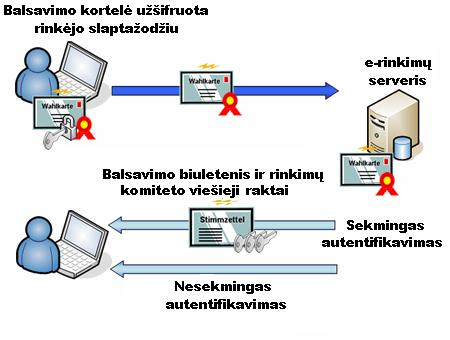 Balsavimo kortelė užšifruota
rinkėjo slaptažodžiu
Wahlkarte
Wahlkarte
e-rinkimų
serveris
Wahlkarte
Balsavimo biuletenis ir rinkimų
komiteto viešieji raktai
Stimmzettel
Sekmingas
autentifikavimas
Nesekmingas
autentifikavimas